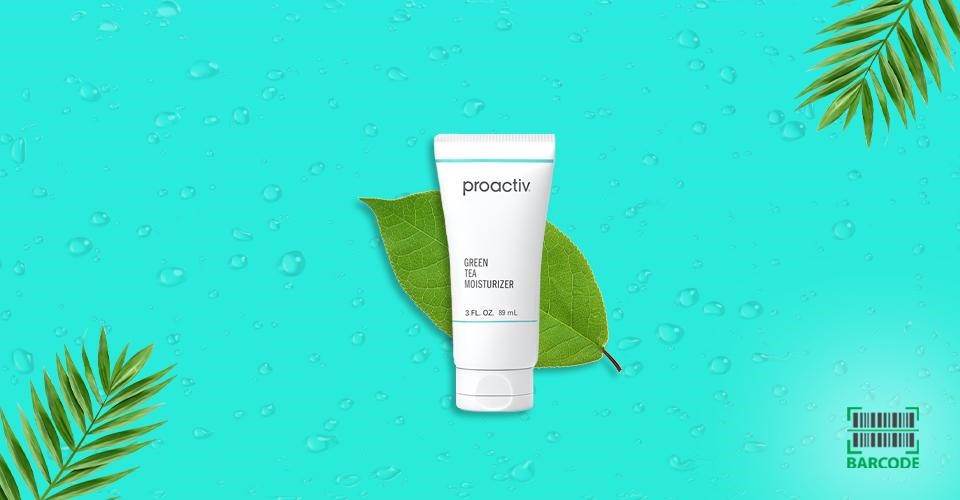 proactiv
GREEN
TEA
MOISTURIZER
3 FL. OZ. 89 mL
BARCODE